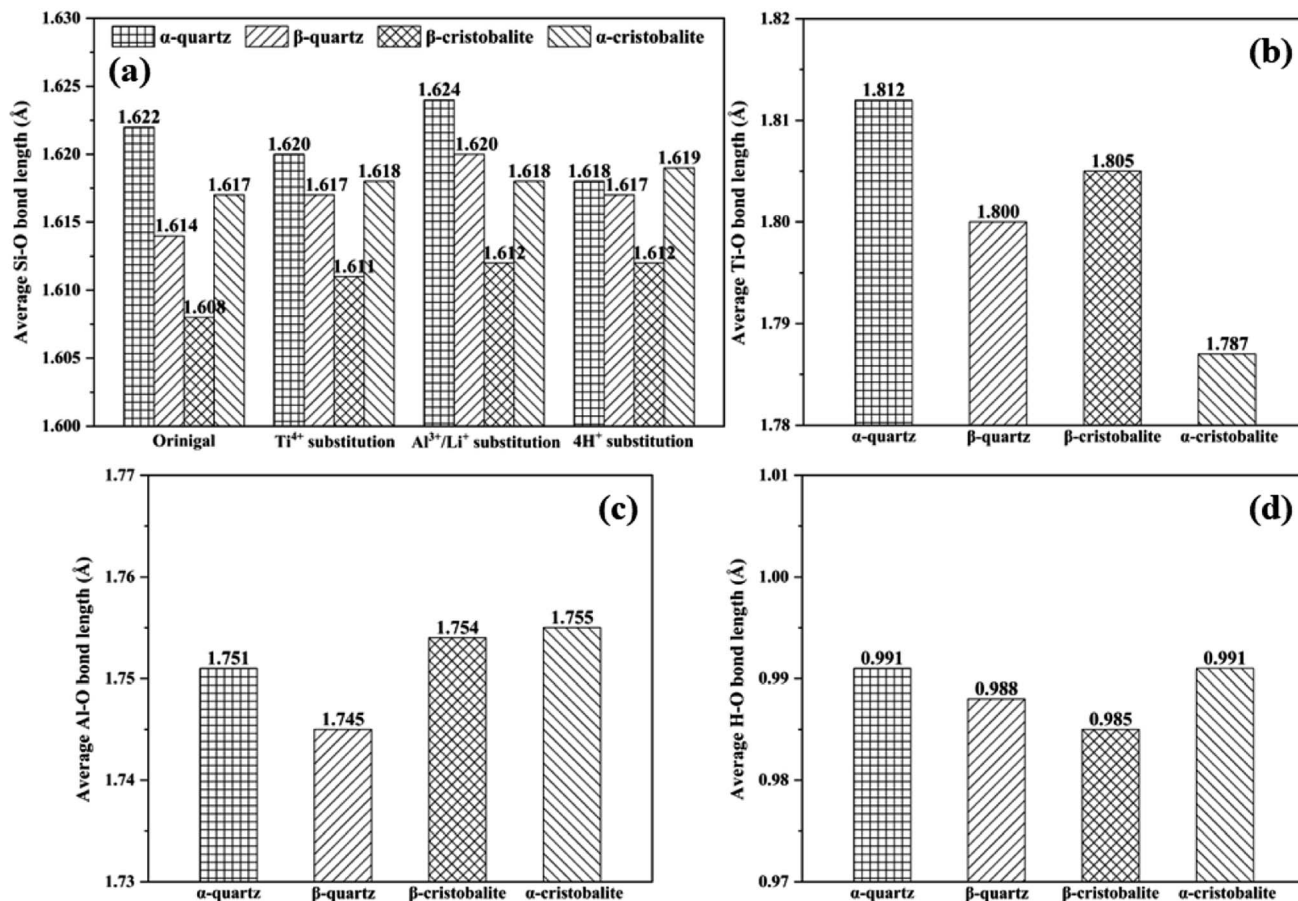 (a)
α-quartz β-quartz β-cristobalite α-cristobalite
Average Si-O bond length (Å)
1.630
1.625
1.620
1.615
1.610
1.605
1.600
1.622 1.614 1.608 1.617
1.620 1.617 1.611 1.618
1.624 1.620 1.612 1.618
1.618 1.617 1.612 1.619
Orinigal Ti⁴⁺ substitution Al³⁺/Li⁺ substitution 4H⁺ substitution
(b)
Average Ti-O bond length (Å)
1.82
1.81
1.80
1.79
1.78
1.812 1.800 1.805 1.787
α-quartz β-quartz β-cristobalite α-cristobalite
(c)
Average Al-O bond length (Å)
1.77
1.76
1.75
1.74
1.73
1.751 1.745 1.754 1.755
α-quartz β-quartz β-cristobalite α-cristobalite
(d)
Average H-O bond length (Å)
1.01
1.00
0.99
0.98
0.97
0.991 0.988 0.985 0.991
α-quartz β-quartz β-cristobalite α-cristobalite